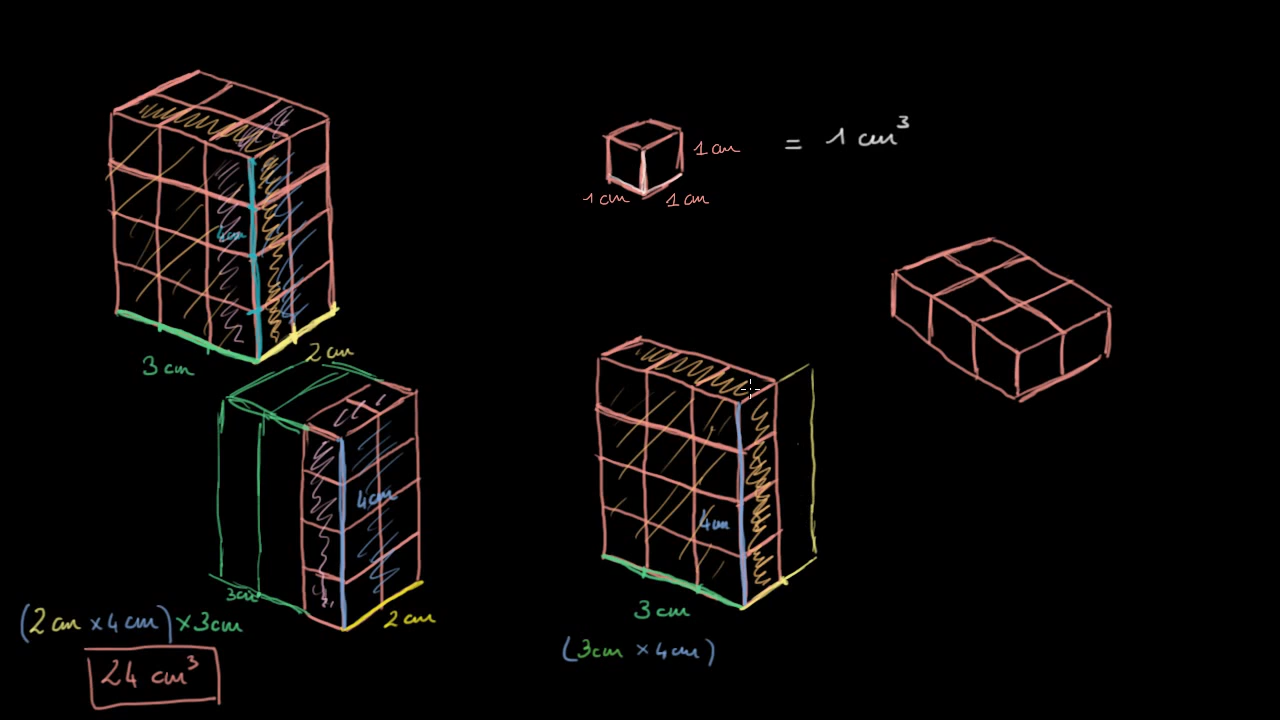 1 cm
= 1 cm³
1 cm 1 cm
4cm
3 cm
2 cm
4cm
4cm
3cm
2 cm
3 cm
(2 cm × 4 cm) × 3 cm
(3cm × 4cm)
24 cm³